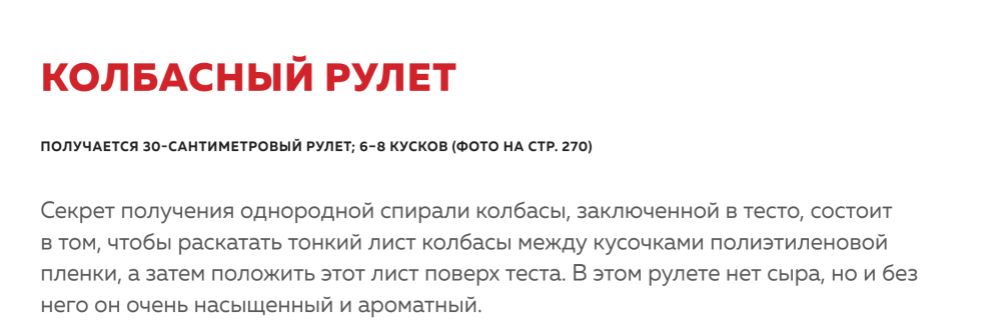 КОЛБАСНЫЙ РУЛЕТ
ПОЛУЧАЕТСЯ 30-САНТИМЕТРОВЫЙ РУЛЕТ; 6–8 КУСКОВ (ФОТО НА СТР. 270)
Секрет получения однородной спирали колбасы, заключенной в тесто, состоит
в том, чтобы раскатать тонкий лист колбасы между кусочками полиэтиленовой
пленки, а затем положить этот лист поверх теста. В этом рулете нет сыра, но и без
него он очень насыщенный и ароматный.